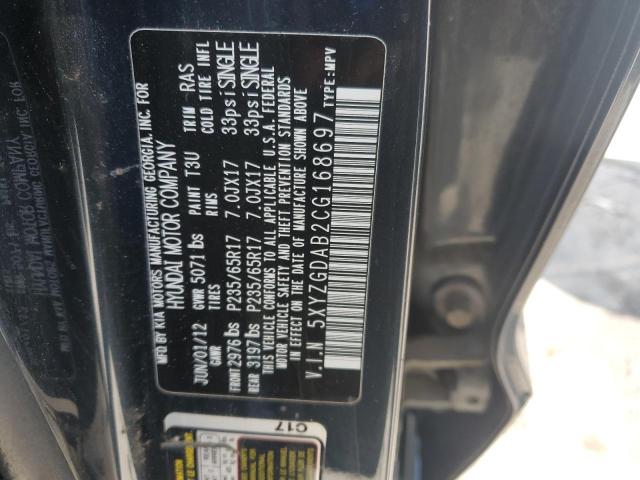 MFD BY KIA MOTORS MANUFACTURING GEORGIA, INC. FOR
HYUNDAI MOTOR COMPANY
JUN/01/12 GVWR 5071 lbs PAINT T3U TRIM RAS
GAWR TIRES RIMS COLD TIRE INFL
FRONT 2976 lbs P235/65R17 7.0JX17 33psi SINGLE
REAR 3197 lbs P235/65R17 7.0JX17 33psi SINGLE
THIS VEHICLE CONFORMS TO ALL APPLICABLE U.S.A. FEDERAL
MOTOR VEHICLE SAFETY AND THEFT PREVENTION STANDARDS
IN EFFECT ON THE DATE OF MANUFACTURE SHOWN ABOVE
V.I.N 5XYZGDAB2CG168697 TYPE:MPV
C17